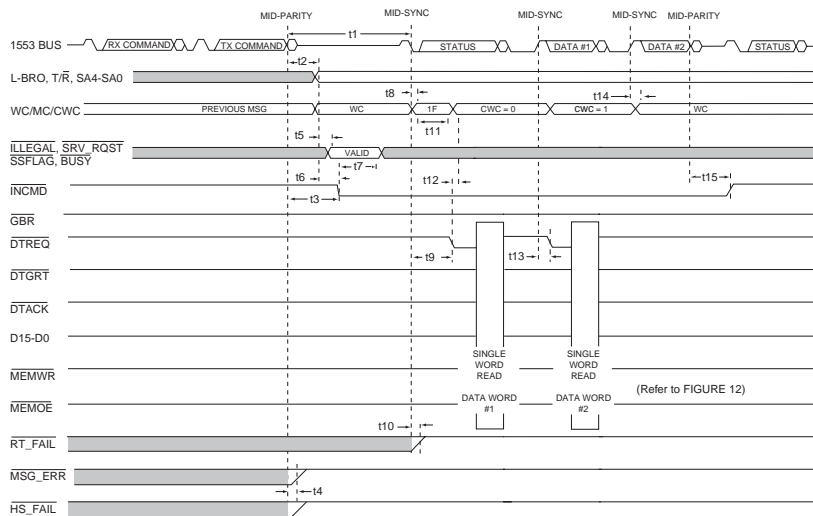 MID-PARITY MID-SYNC MID-SYNC MID-SYNC MID-PARITY
t1
1553 BUS RX COMMAND TX COMMAND STATUS DATA #1 DATA #2 STATUS
t2
L-BRO, T/R̅, SA4-SA0
t8 t14
WC/MC/CWC PREVIOUS MSG WC 1F CWC = 0 CWC = 1 WC
t11
t5
ILLEGAL, SRV_RQST
SSFLAG, BUSY
VALID
t7
t6 t12 t15
INCMD
t3
GBR
DTREQ
t9 t13
DTGRT
DTACK
D15-D0
SINGLE WORD READ SINGLE WORD READ
MEMWR
(Refer to FIGURE 12)
MEMOE
DATA WORD #1 DATA WORD #2
t10
RT_FAIL
MSG_ERR
t4
HS_FAIL